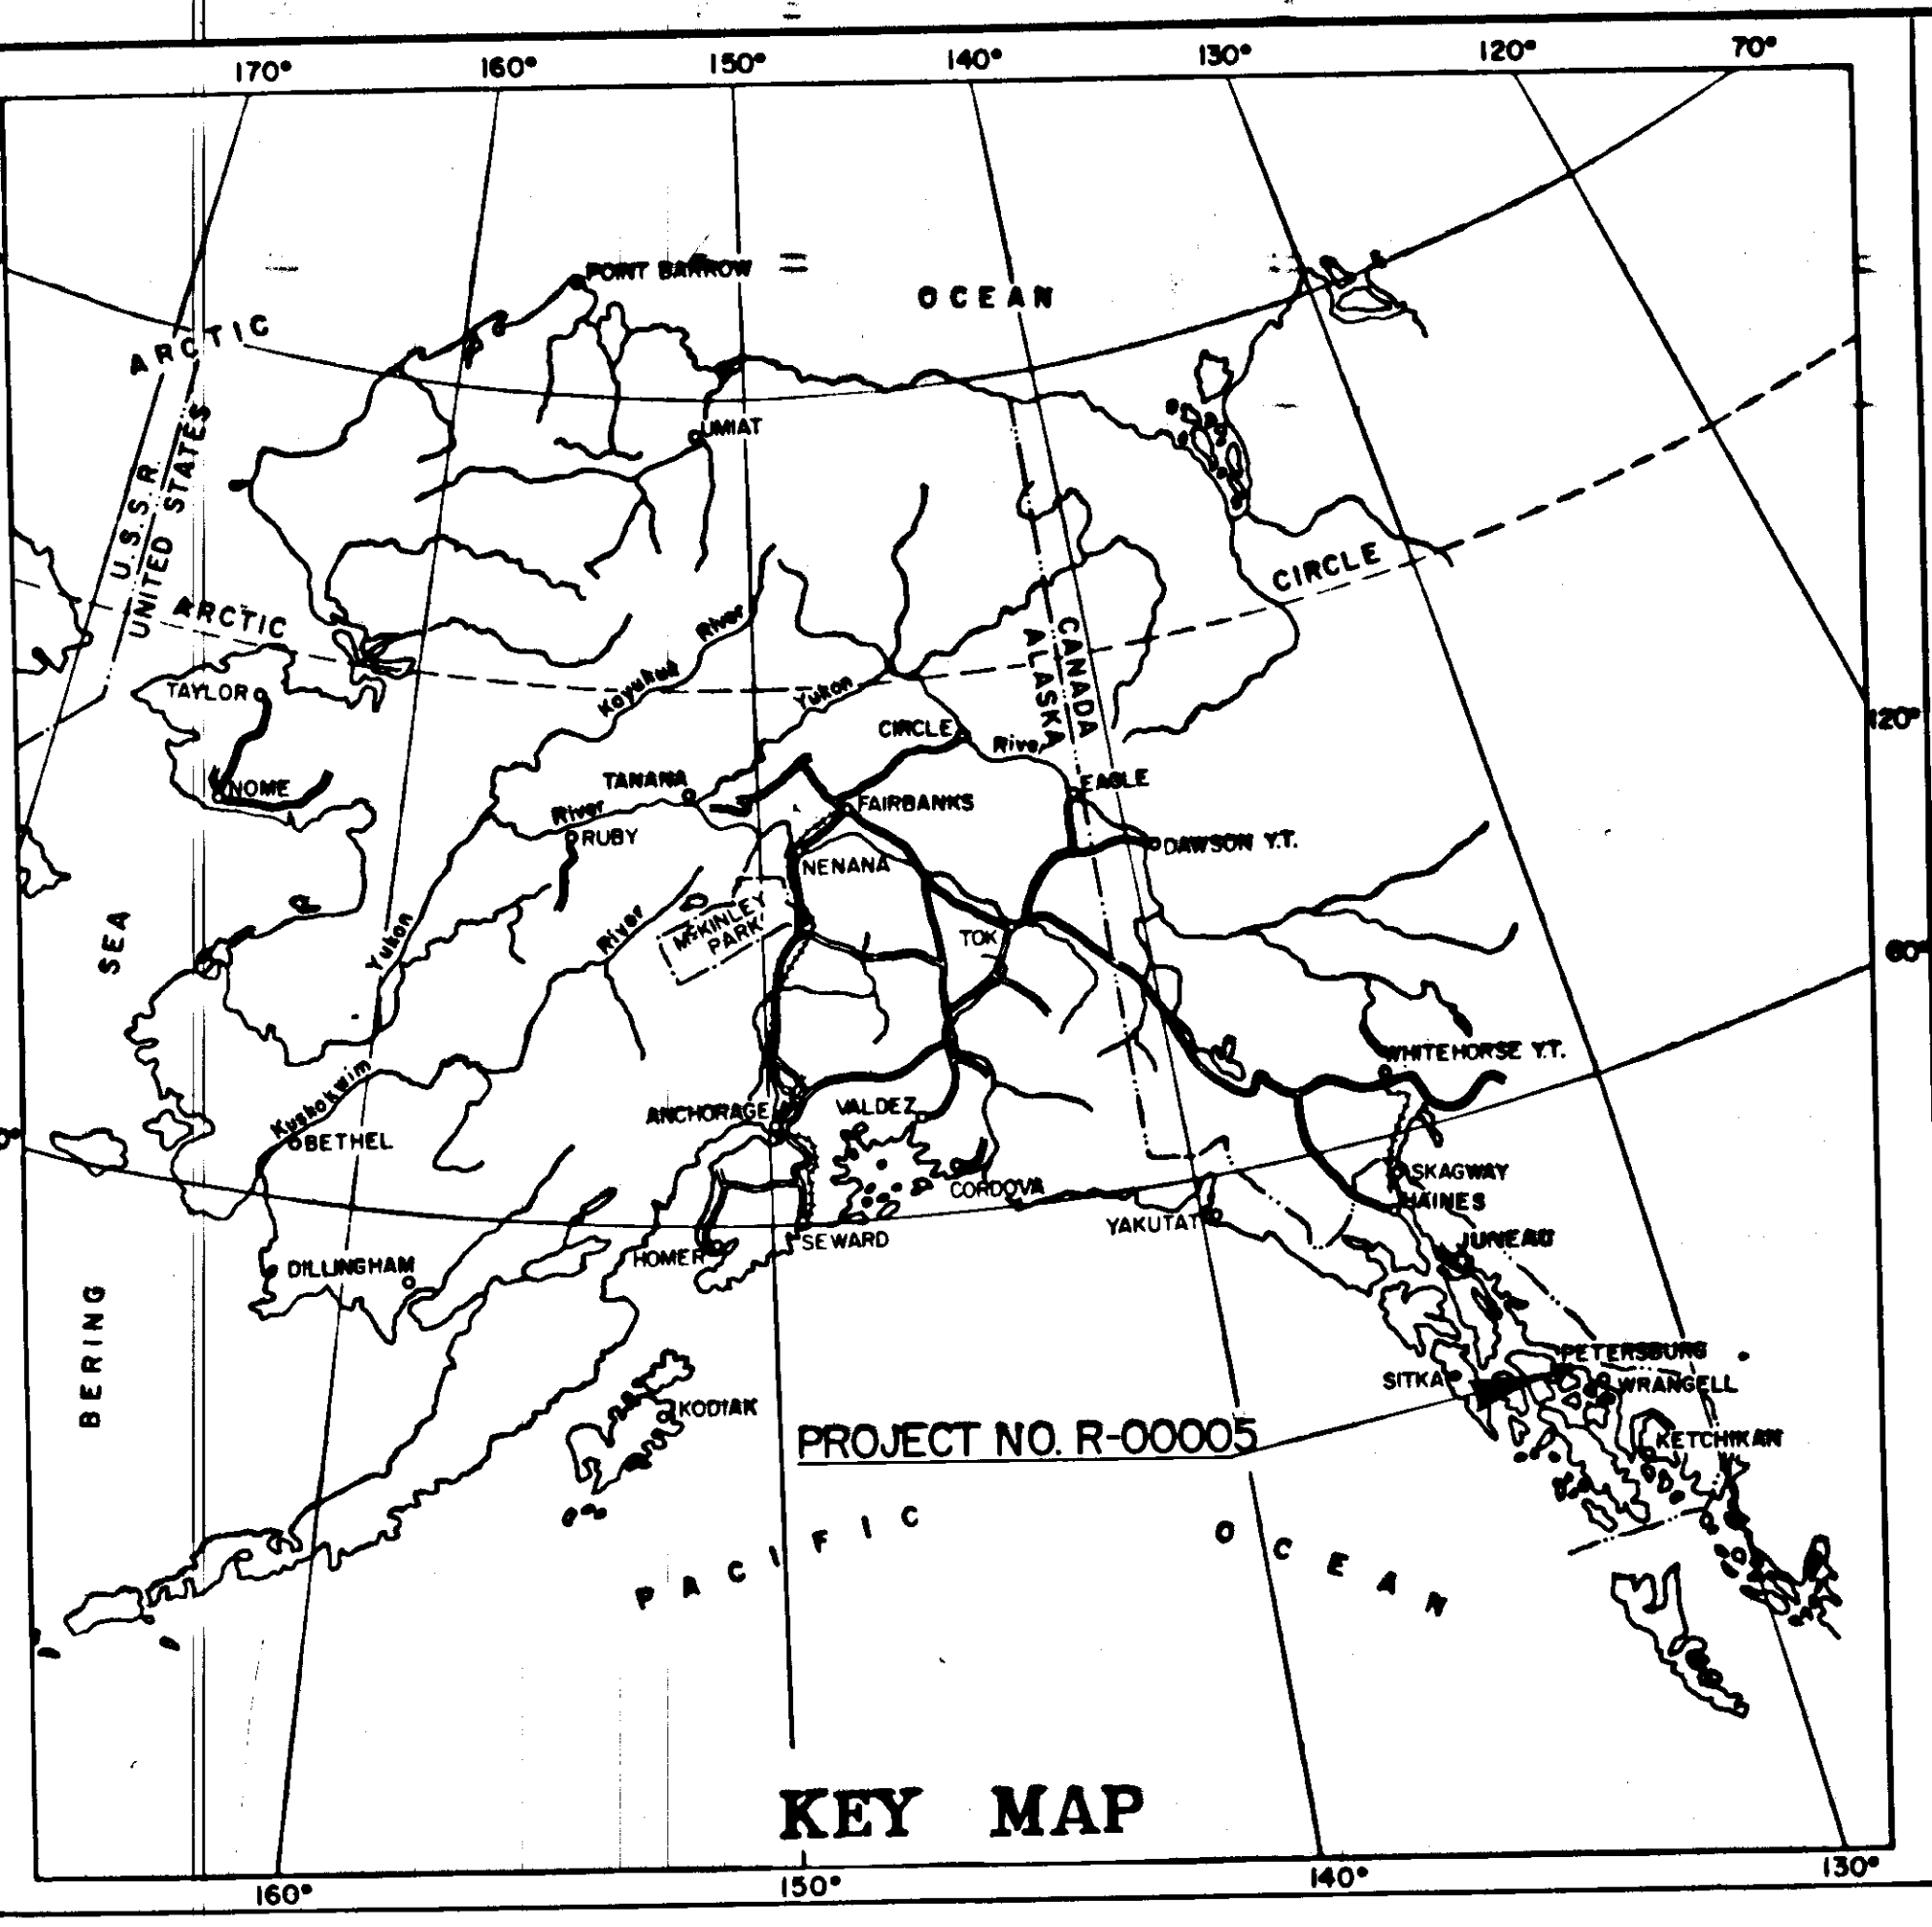 170° 160° 150° 140° 130° 120° 70°
POINT BARROW
OCEAN
ARCTIC
UMIAT
U.S.S.R.
UNITED STATES
ARCTIC
CIRCLE
River
Koyukuk
Yukon
CANADA
ALASKA
TAYLOR
CIRCLE
River
120°
NOME
TANANA
EAGLE
FAIRBANKS
River
RUBY
DAWSON Y.T.
NENANA
McKINLEY
PARK
River
Yukon
TOK
SEA
60°
WHITEHORSE Y.T.
Kuskokwim
ANCHORAGE
VALDEZ
BETHEL
SKAGWAY
CORDOVA
HAINES
YAKUTAT
JUNEAU
SEWARD
HOMER
DILLINGHAM
BERING
PETERSBURG
SITKA
WRANGELL
KODIAK
PROJECT NO. R-00005
KETCHIKAN
PACIFIC OCEAN
KEY MAP
160° 150° 140° 130°